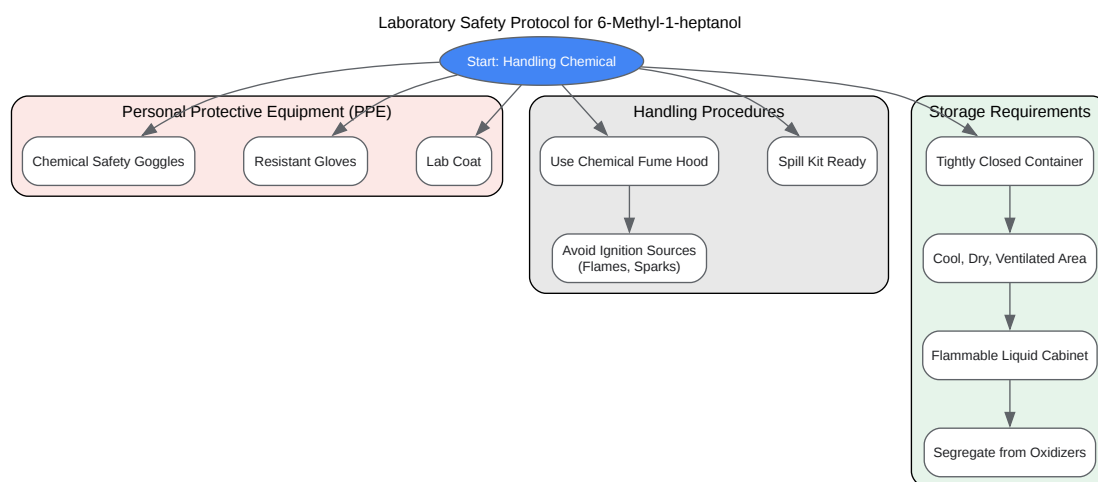 Laboratory Safety Protocol for 6-Methyl-1-heptanol
Start: Handling Chemical
Personal Protective Equipment (PPE)
Chemical Safety Goggles
Resistant Gloves
Lab Coat
Handling Procedures
Use Chemical Fume Hood
Spill Kit Ready
Avoid Ignition Sources
(Flames, Sparks)
Storage Requirements
Tightly Closed Container
Cool, Dry, Ventilated Area
Flammable Liquid Cabinet
Segregate from Oxidizers